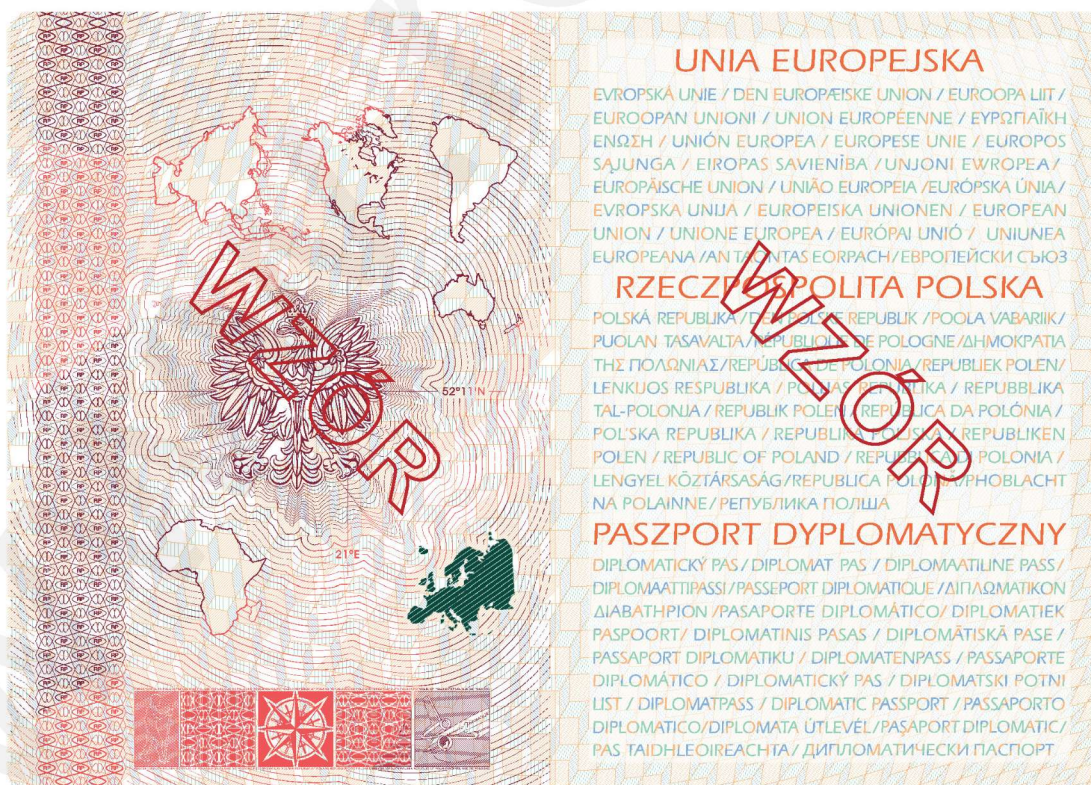 WZÓR
52°11'N
21°E
UNIA EUROPEJSKA
EVROPSKÁ UNIE / DEN EUROPÆISKE UNION / EUROOPA LIIT /
EUROOPAN UNIONI / UNION EUROPÉENNE / ΕΥΡΩΠΑΪΚΗ
ΕΝΩΣΗ / UNIÓN EUROPEA / EUROPESE UNIE / EUROPOS
SĄJUNGA / EIROPAS SAVIENĪBA / UNJONI EWROPEA /
EUROPÄISCHE UNION / UNIÃO EUROPEIA /EURÓPSKA ÚNIA/
EVROPSKA UNIJA / EUROPEISKA UNIONEN / EUROPEAN
UNION / UNIONE EUROPEA / EURÓPAI UNIÓ / UNIUNEA
EUROPEANA /AN TAONTAS EORPACH/ЕВРОПЕЙСКИ СЪЮЗ
RZECZPOSPOLITA POLSKA
POLSKÁ REPUBLIKA / DEN POLSKE REPUBLIK /POOLA VABARIIK/
PUOLAN TASAVALTA / RÉPUBLIQUE DE POLOGNE/ΔΗΜΟΚΡΑΤΙΑ
ΤΗΣ ΠΟΛΩΝΙΑΣ/REPÚBLICA DE POLONIA / REPUBLIEK POLEN/
LENKIJOS RESPUBLIKA / POLIJAS REPUBLIKA / REPUBBLIKA
TAL-POLONJA / REPUBLIK POLEN / REPÚBLICA DA POLÓNIA /
POL'SKA REPUBLIKA / REPUBLIKA POLJSKA / REPUBLIKEN
POLEN / REPUBLIC OF POLAND / REPUBBLICA DI POLONIA /
LENGYEL KÖZTÁRSASÁG/REPUBLICA POLONĂ/PHOBLACHT
NA POLAINNE/РЕПУБЛИКА ПОЛША
WZÓR
PASZPORT DYPLOMATYCZNY
DIPLOMATICKÝ PAS / DIPLOMAT PAS / DIPLOMAATILINE PASS /
DIPLOMAATTIPASSI/PASSEPORT DIPLOMATIQUE /ΔΙΠΛΩΜΑΤΙΚΟΝ
ΔΙΑΒΑΤΗΡΙΟΝ /PASAPORTE DIPLOMÁTICO/ DIPLOMATIEK
PASPOORT/ DIPLOMATINIS PASAS / DIPLOMĀTISKĀ PASE /
PASSAPORT DIPLOMATIKU / DIPLOMATENPASS / PASSAPORTE
DIPLOMÁTICO / DIPLOMATICKÝ PAS / DIPLOMATSKI POTNI
LIST / DIPLOMATPASS / DIPLOMATIC PASSPORT / PASSAPORTO
DIPLOMATICO/DIPLOMATA ÚTLEVÉL/PAŞAPORT DIPLOMATIC/
PAS TAIDHLEOIREACHTA/ ДИПЛОМАТИЧЕСКИ ПАСПОРТ